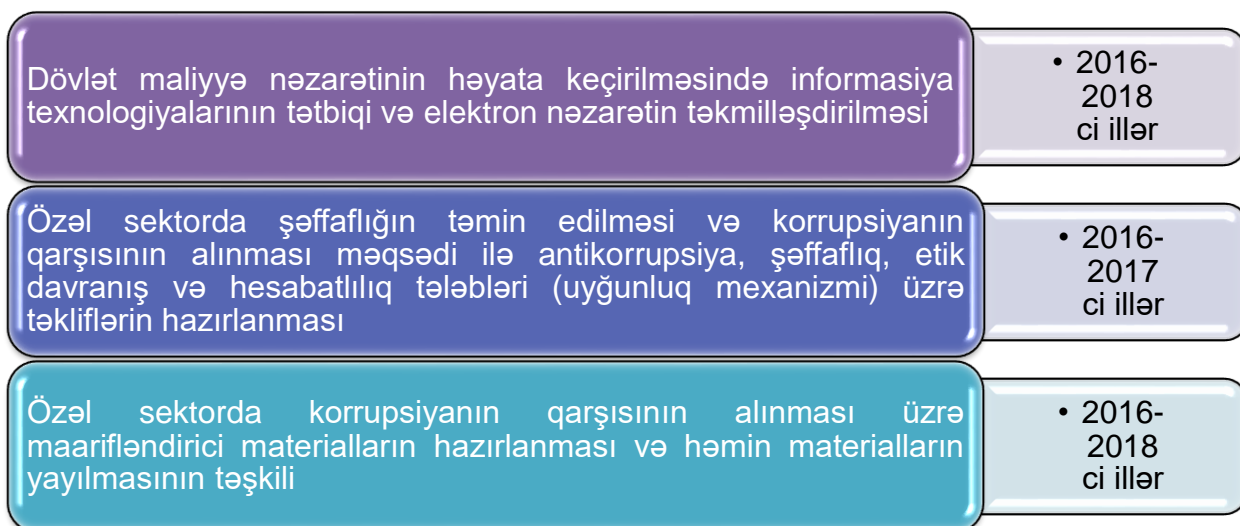 Dövlət maliyyə nəzarətinin həyata keçirilməsində informasiya
texnologiyalarının tətbiqi və elektron nəzarətin təkmilləşdirilməsi
• 2016-
2018
ci illər
Özəl sektorda şəffaflığın təmin edilməsi və korrupsiyanın
qarşısının alınması məqsədi ilə antikorrupsiya, şəffaflıq, etik
davranış və hesabatlılıq tələbləri (uyğunluq mexanizmi) üzrə
təkliflərin hazırlanması
• 2016-
2017
ci illər
Özəl sektorda korrupsiyanın qarşısının alınması üzrə
maarifləndirici materialların hazırlanması və həmin materialların
yayılmasının təşkili
• 2016-
2018
ci illər